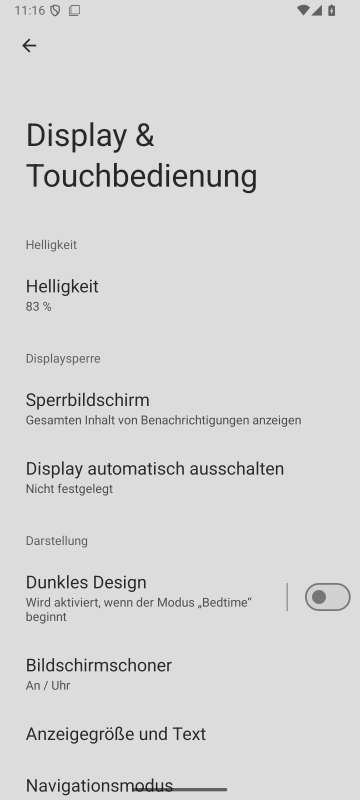 11:16
Display &
Touchbedienung
Helligkeit
Helligkeit
83 %
Displaysperre
Sperrbildschirm
Gesamten Inhalt von Benachrichtigungen anzeigen
Display automatisch ausschalten
Nicht festgelegt
Darstellung
Dunkles Design
Wird aktiviert, wenn der Modus „Bedtime“
beginnt
Bildschirmschoner
An / Uhr
Anzeigegröße und Text
Navigationsmodus